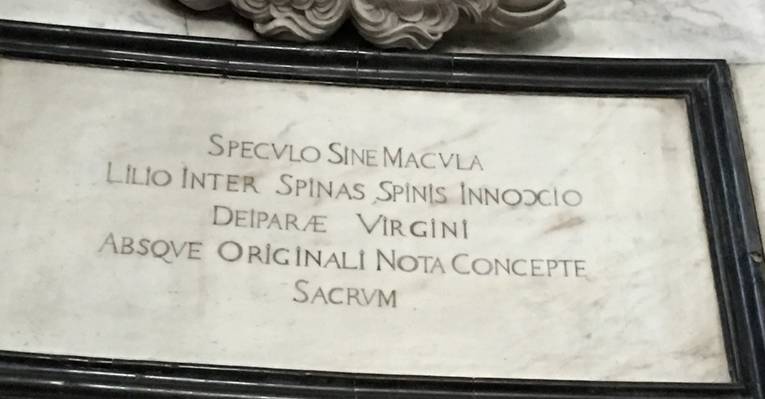 SPECVLO SINE MACVLA
LILIO INTER SPINAS SPINIS INNOXIO
DEIPARÆ VIRGINI
ABSQVE ORIGINALI NOTA CONCEPTE
SACRVM